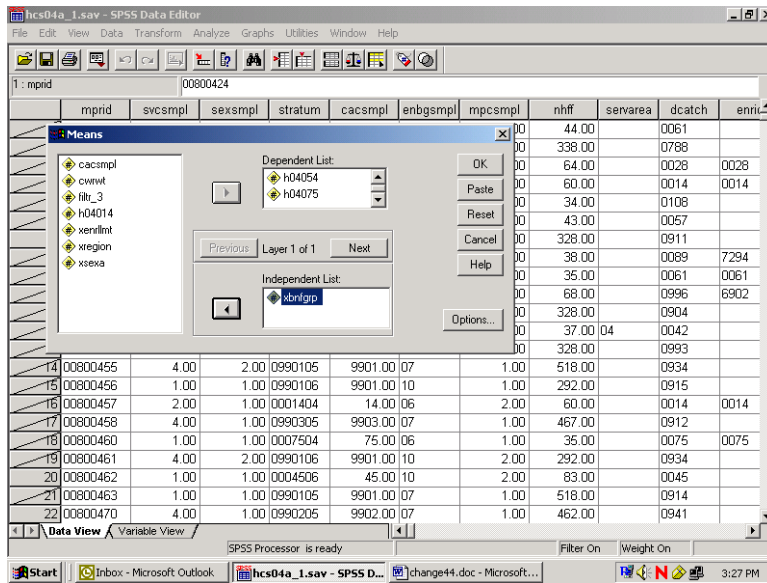 hcs04a_1.sav - SPSS Data Editor
File Edit View Data Transform Analyze Graphs Utilities Window Help
1 : mprid 00800424
mprid svcsmpl sexsmpl stratum cacsmpl enbgsmpl mpcsmpl nhff servarea dcatch
Means
cacsmpl
cwrwt
filtr_3
h04014
xenrllmt
xregion
xsexa
Dependent List:
h04054
h04075
Previous Layer 1 of 1 Next
Independent List:
xbnfgrp
OK
Paste
Reset
Cancel
Help
Options...
00 44.00 0061
00 338.00 0788
00 64.00 0028 0028
00 60.00 0014 0014
00 34.00 0108
00 43.00 0057
00 328.00 0911
00 38.00 0089 7294
00 35.00 0061 0061
00 68.00 0996 6902
00 328.00 0904
00 37.00 04 0042
00 328.00 0993
14 00800455 4.00 2.00 0990105 9901.00 07 1.00 518.00 0934
15 00800456 1.00 1.00 0990106 9901.00 10 1.00 292.00 0915
16 00800457 2.00 1.00 0001404 14.00 06 2.00 60.00 0014 0014
17 00800458 4.00 1.00 0990305 9903.00 07 1.00 467.00 0912
18 00800460 1.00 1.00 0007504 75.00 06 1.00 35.00 0075 0075
19 00800461 4.00 2.00 0990106 9901.00 10 2.00 292.00 0934
20 00800462 1.00 1.00 0004506 45.00 10 2.00 83.00 0045
21 00800463 1.00 1.00 0990105 9901.00 07 1.00 518.00 0914
22 00800470 4.00 1.00 0990205 9902.00 07 1.00 462.00 0941
Data View Variable View
SPSS Processor is ready Filter On Weight On
Start Inbox - Microsoft Outlook hcs04a_1.sav - SPSS D... change44.doc - Microsoft... 3:27 PM